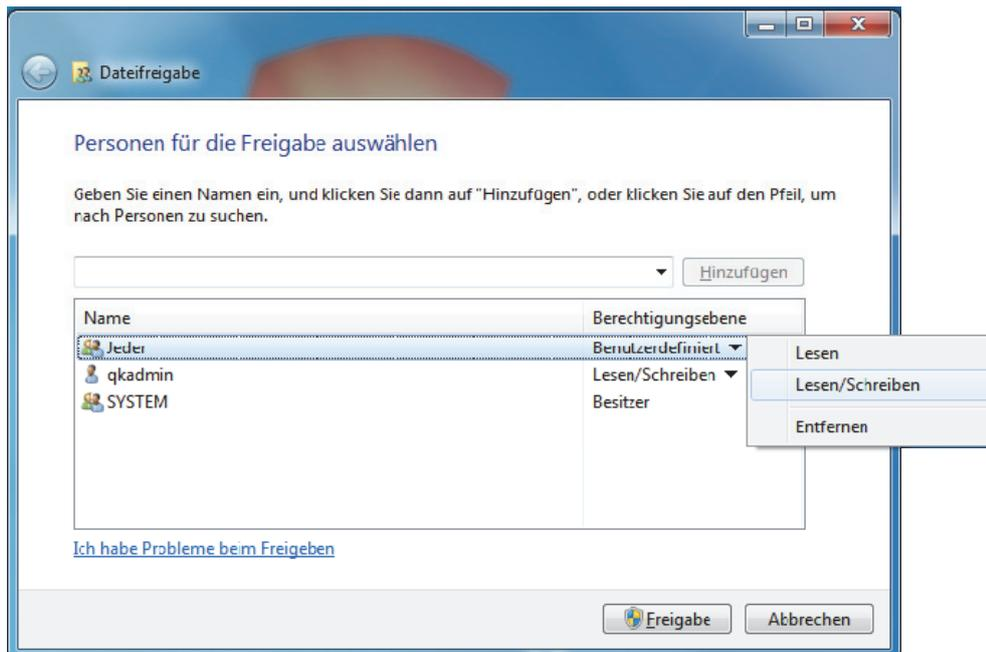 Dateifreigabe
Personen für die Freigabe auswählen
Geben Sie einen Namen ein, und klicken Sie dann auf "Hinzufügen", oder klicken Sie auf den Pfeil, um
nach Personen zu suchen.
Hinzufügen
Name Berechtigungsebene
Jeder Benutzerdefiniert
Lesen
qkadmin Lesen/Schreiben
Lesen/Schreiben
SYSTEM Besitzer
Entfernen
Ich habe Probleme beim Freigeben
Freigabe Abbrechen